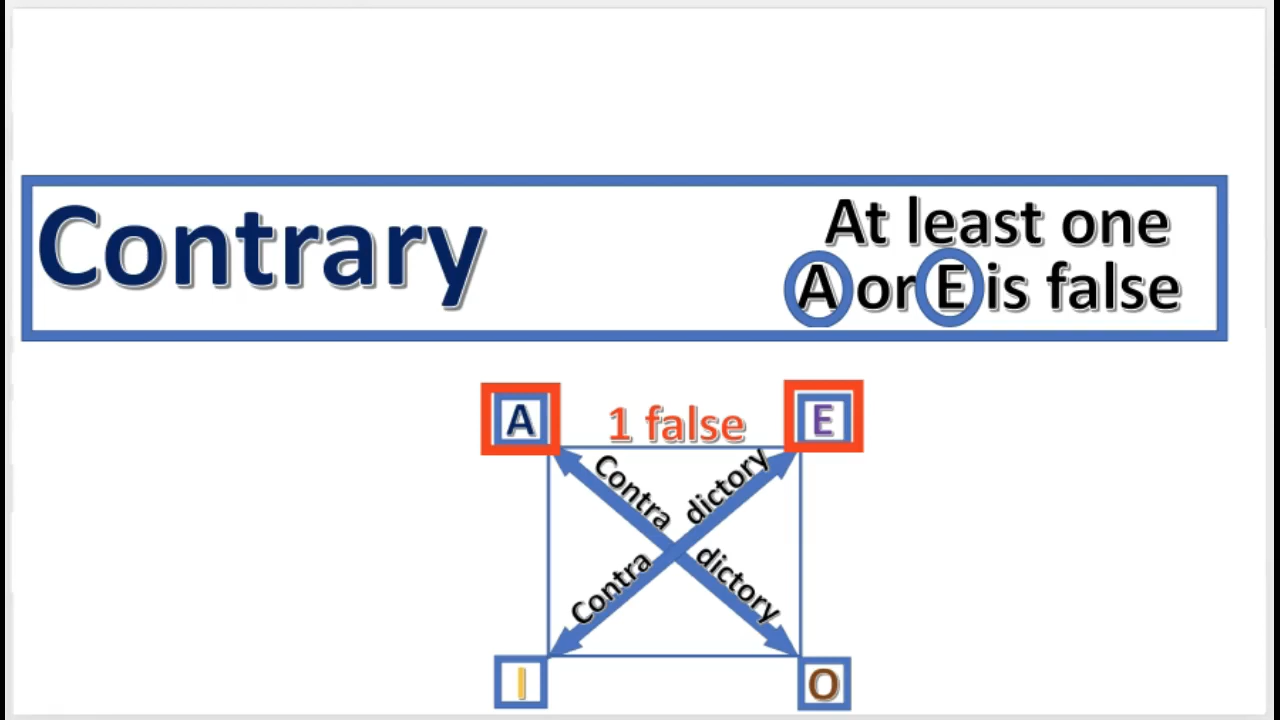 Contrary
At least one
A or E is false
A
1 false
E
Contra
dictory
Contra
dictory
I
O